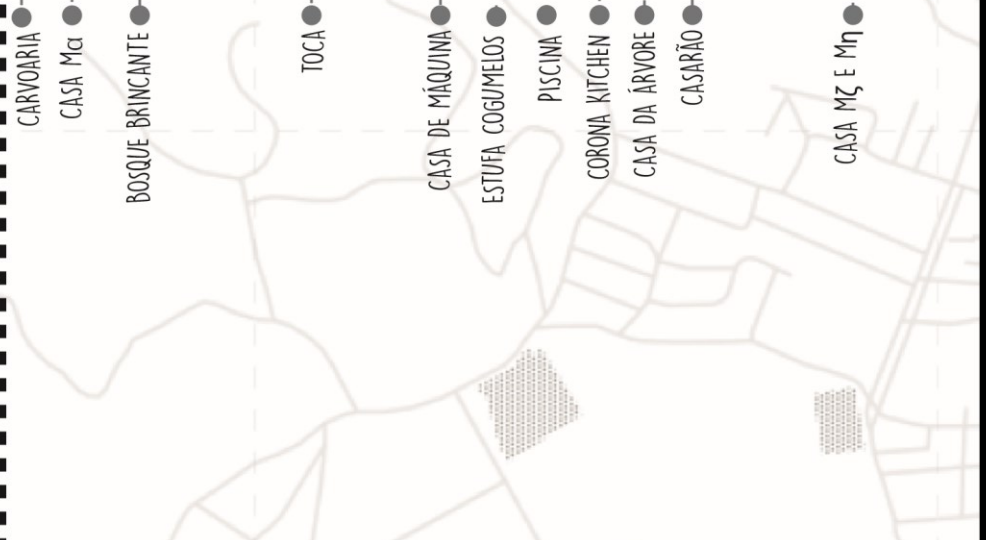 CARVOARIA
CASA Mα
BOSQUE BRINCANTE
TOCA
CASA DE MÁQUINA
ESTUFA COGUMELOS
PISCINA
CORONA KITCHEN
CASA DA ÁRVORE
CASARÃO
CASA Mζ E Mη